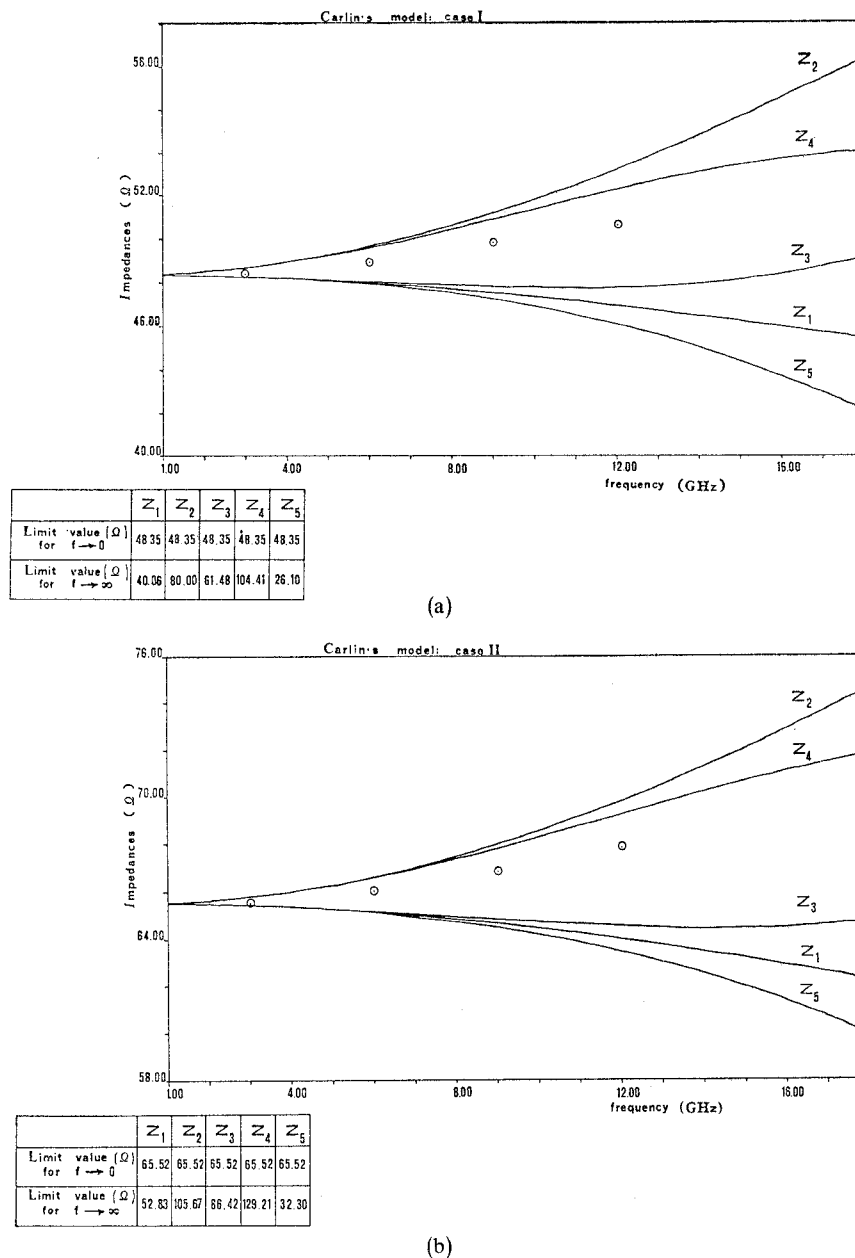 Carlin's model: case I
58.00
52.00
46.00
40.00
Impedances (Ω)
Z2
Z4
Z3
Z1
Z5
1.00 4.00 8.00 12.00 16.00
frequency (GHz)
Z1 Z2 Z3 Z4 Z5
Limit value (Ω) for f → 0 48.35 48.35 48.35 48.35 48.35
Limit value (Ω) for f → ∞ 40.06 80.00 61.48 104.41 26.10
(a)
Carlin's model: case II
76.00
70.00
64.00
58.00
Impedances (Ω)
Z2
Z4
Z3
Z1
Z5
1.00 4.00 8.00 12.00 16.00
frequency (GHz)
Z1 Z2 Z3 Z4 Z5
Limit value (Ω) for f → 0 65.52 65.52 65.52 65.52 65.52
Limit value (Ω) for f → ∞ 52.83 105.67 86.42 129.21 32.30
(b)